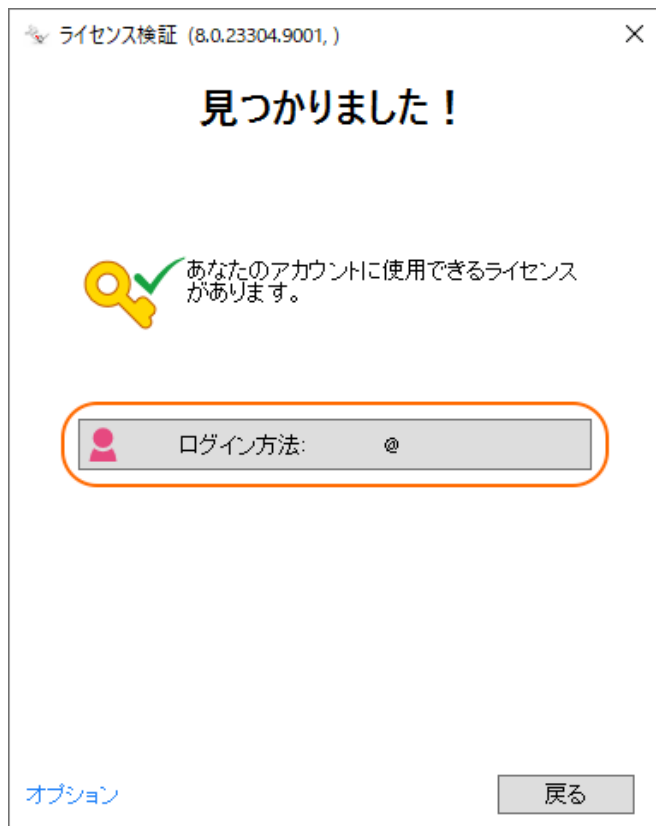 ライセンス検証 (8.0.23304.9001, )
見つかりました！
あなたのアカウントに使用できるライセンス
があります。
ログイン方法: @
オプション
戻る